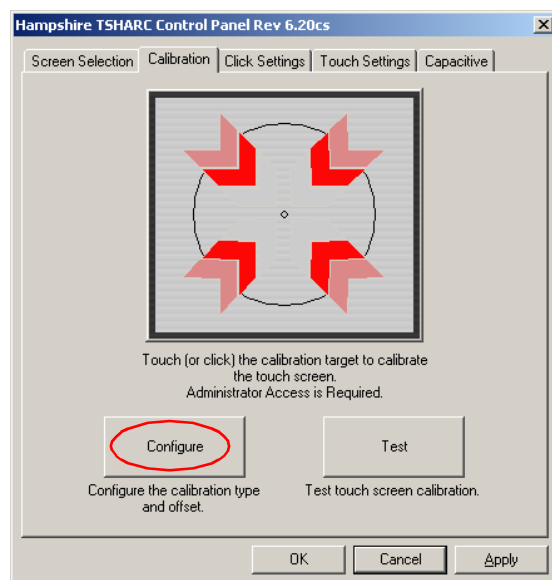 Hampshire TSHARC Control Panel Rev 6.20cs
Screen Selection Calibration Click Settings Touch Settings Capacitive
Touch (or click) the calibration target to calibrate
the touch screen.
Administrator Access is Required.
Configure Test
Configure the calibration type
and offset.
Test touch screen calibration.
OK Cancel Apply